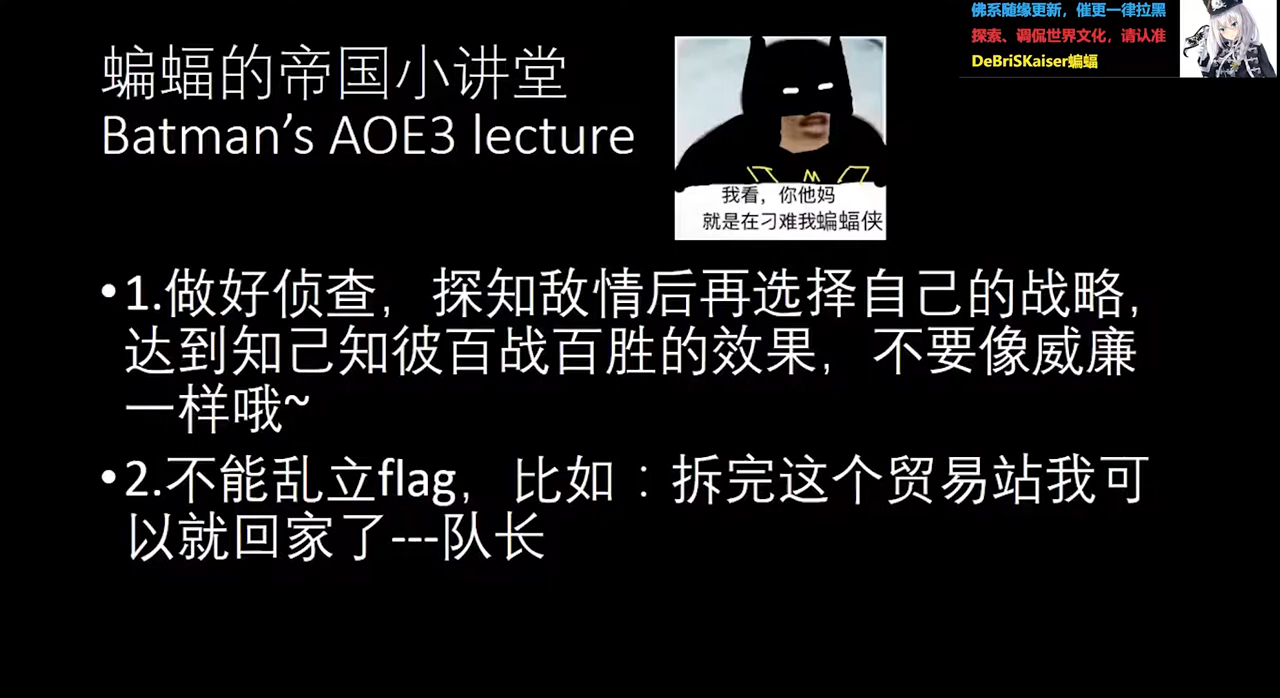 佛系随缘更新，催更一律拉黑
探索、调侃世界文化，请认准
DeBriSKaiser蝙蝠
蝙蝠的帝国小讲堂
Batman’s AOE3 lecture
我看，你他妈
就是在刁难我蝙蝠侠
•1.做好侦查，探知敌情后再选择自己的战略，
达到知己知彼百战百胜的效果，不要像威廉
一样哦~
•2.不能乱立flag，比如：拆完这个贸易站我可
以就回家了---队长